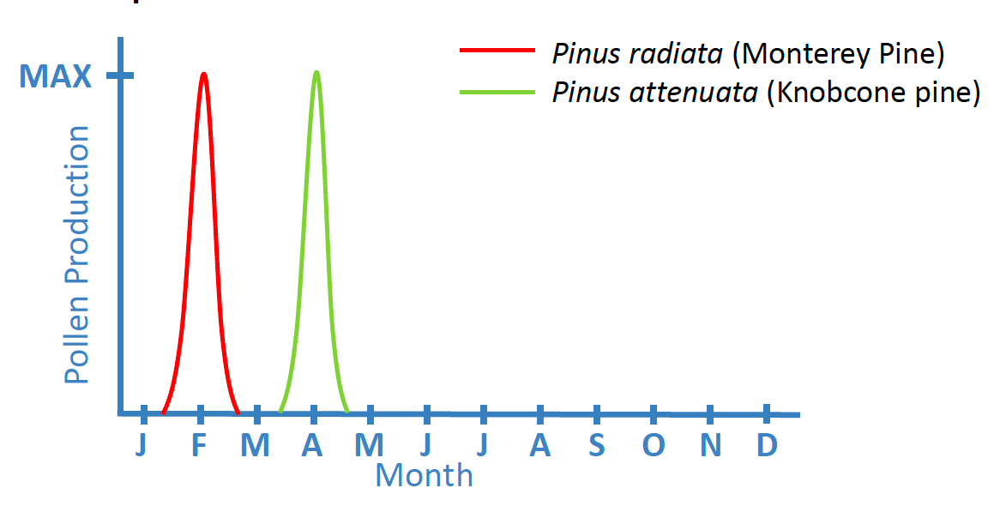 Pinus radiata (Monterey Pine)
Pinus attenuata (Knobcone pine)
MAX
Pollen Production
J F M A M J J A S O N D
Month